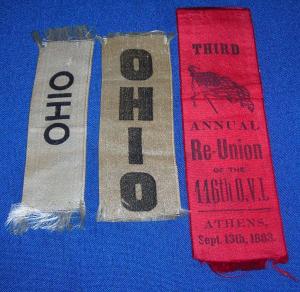 OHIO
OHIO
THIRD
ANNUAL
Re-Union
OF THE
116th O.V.I.
ATHENS,
Sept. 13th, 1883.